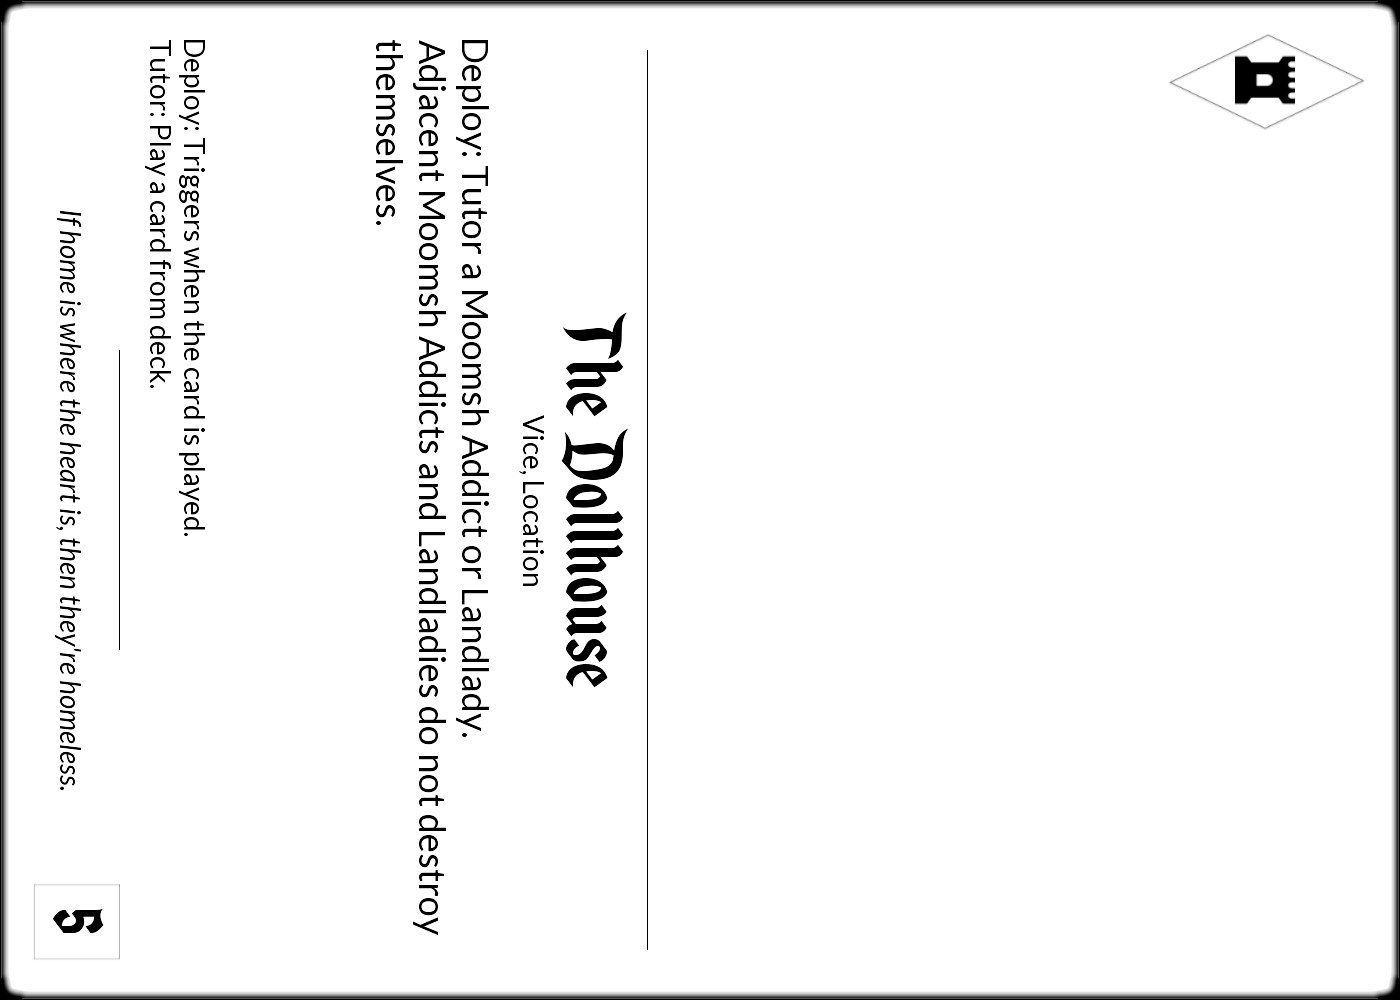 The Dollhouse
Vice, Location
Deploy: Tutor a Moomsh Addict or Landlady.
Adjacent Moomsh Addicts and Landladies do not destroy
themselves.
Deploy: Triggers when the card is played.
Tutor: Play a card from deck.
If home is where the heart is, then they're homeless.
5